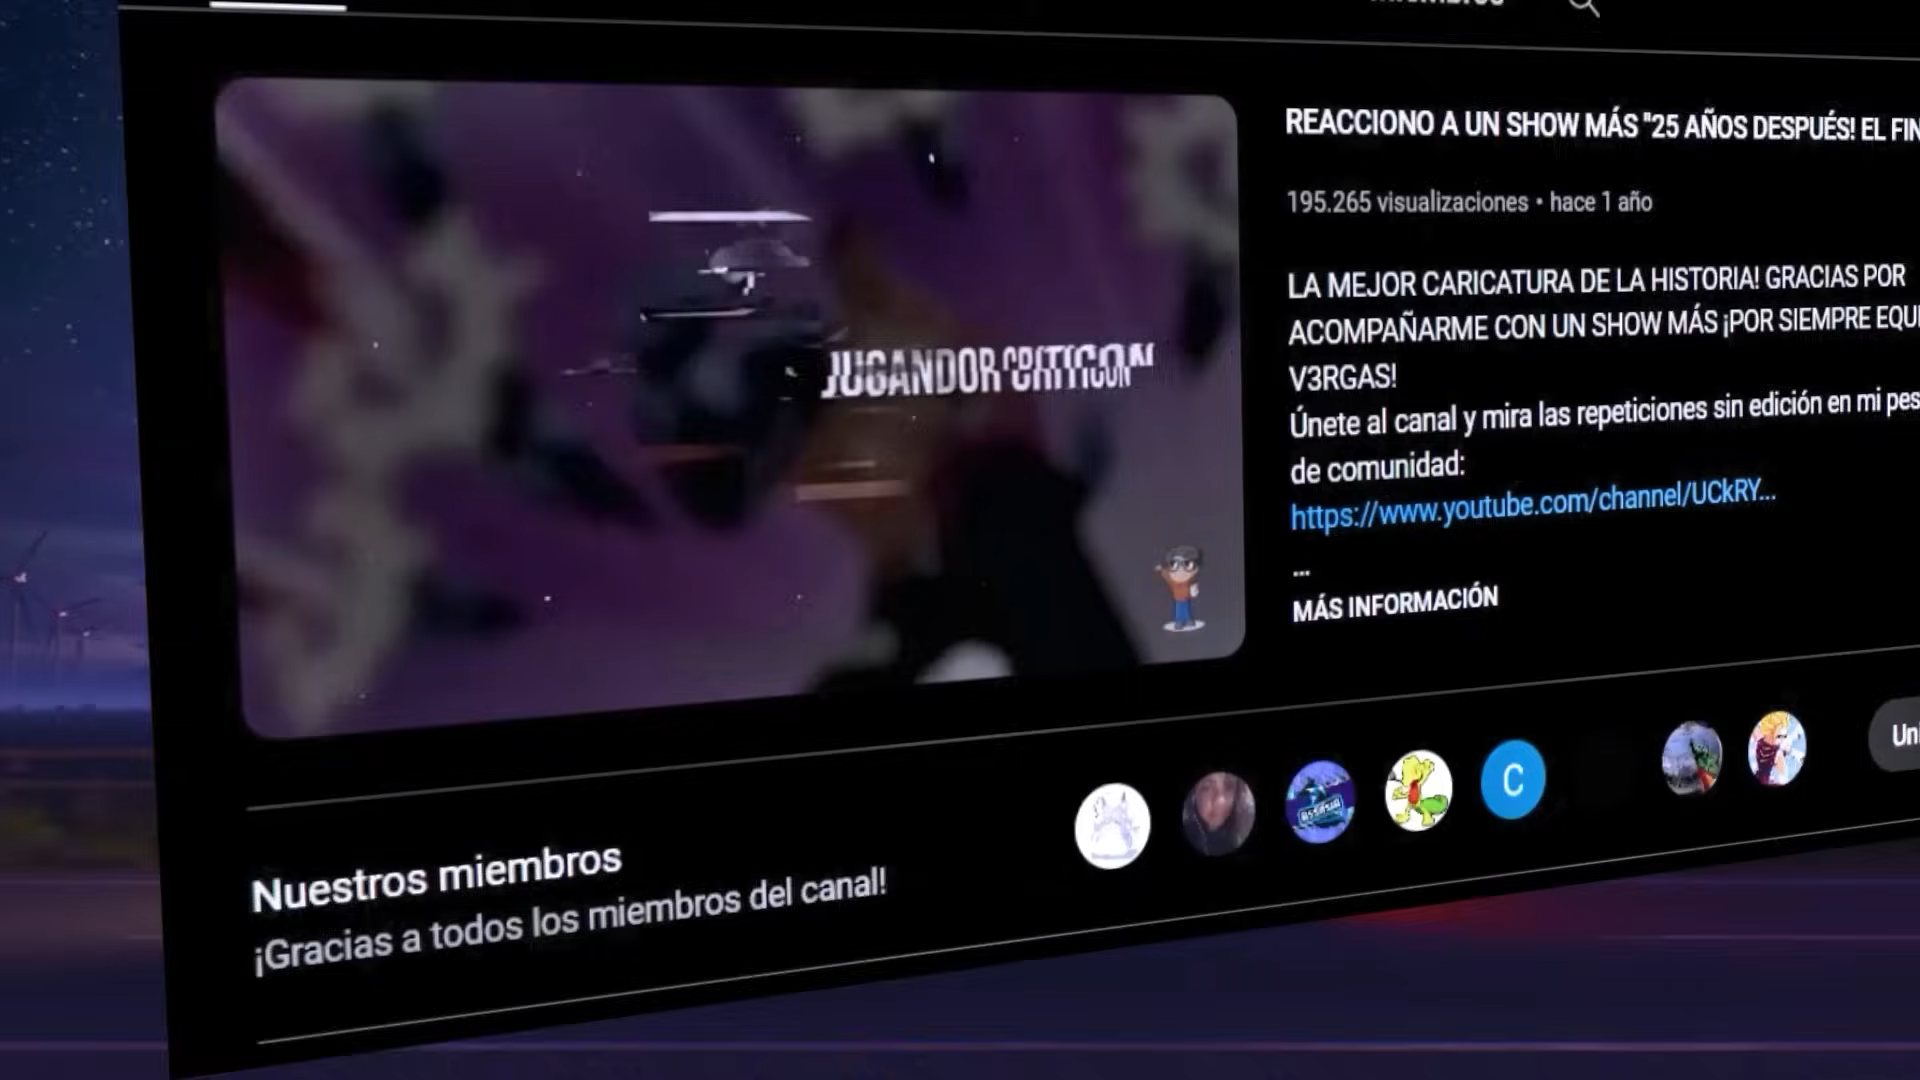 JUGANDOR CRITICON
REACCIONO A UN SHOW MÁS "25 AÑOS DESPUÉS! EL FIN
195.265 visualizaciones • hace 1 año
LA MEJOR CARICATURA DE LA HISTORIA! GRACIAS POR
ACOMPAÑARME CON UN SHOW MÁS ¡POR SIEMPRE EQU
V3RGAS!
Únete al canal y mira las repeticiones sin edición en mi pes
de comunidad:
https://www.youtube.com/channel/UCkRY...
...
MÁS INFORMACIÓN
C
Uni
Nuestros miembros
¡Gracias a todos los miembros del canal!